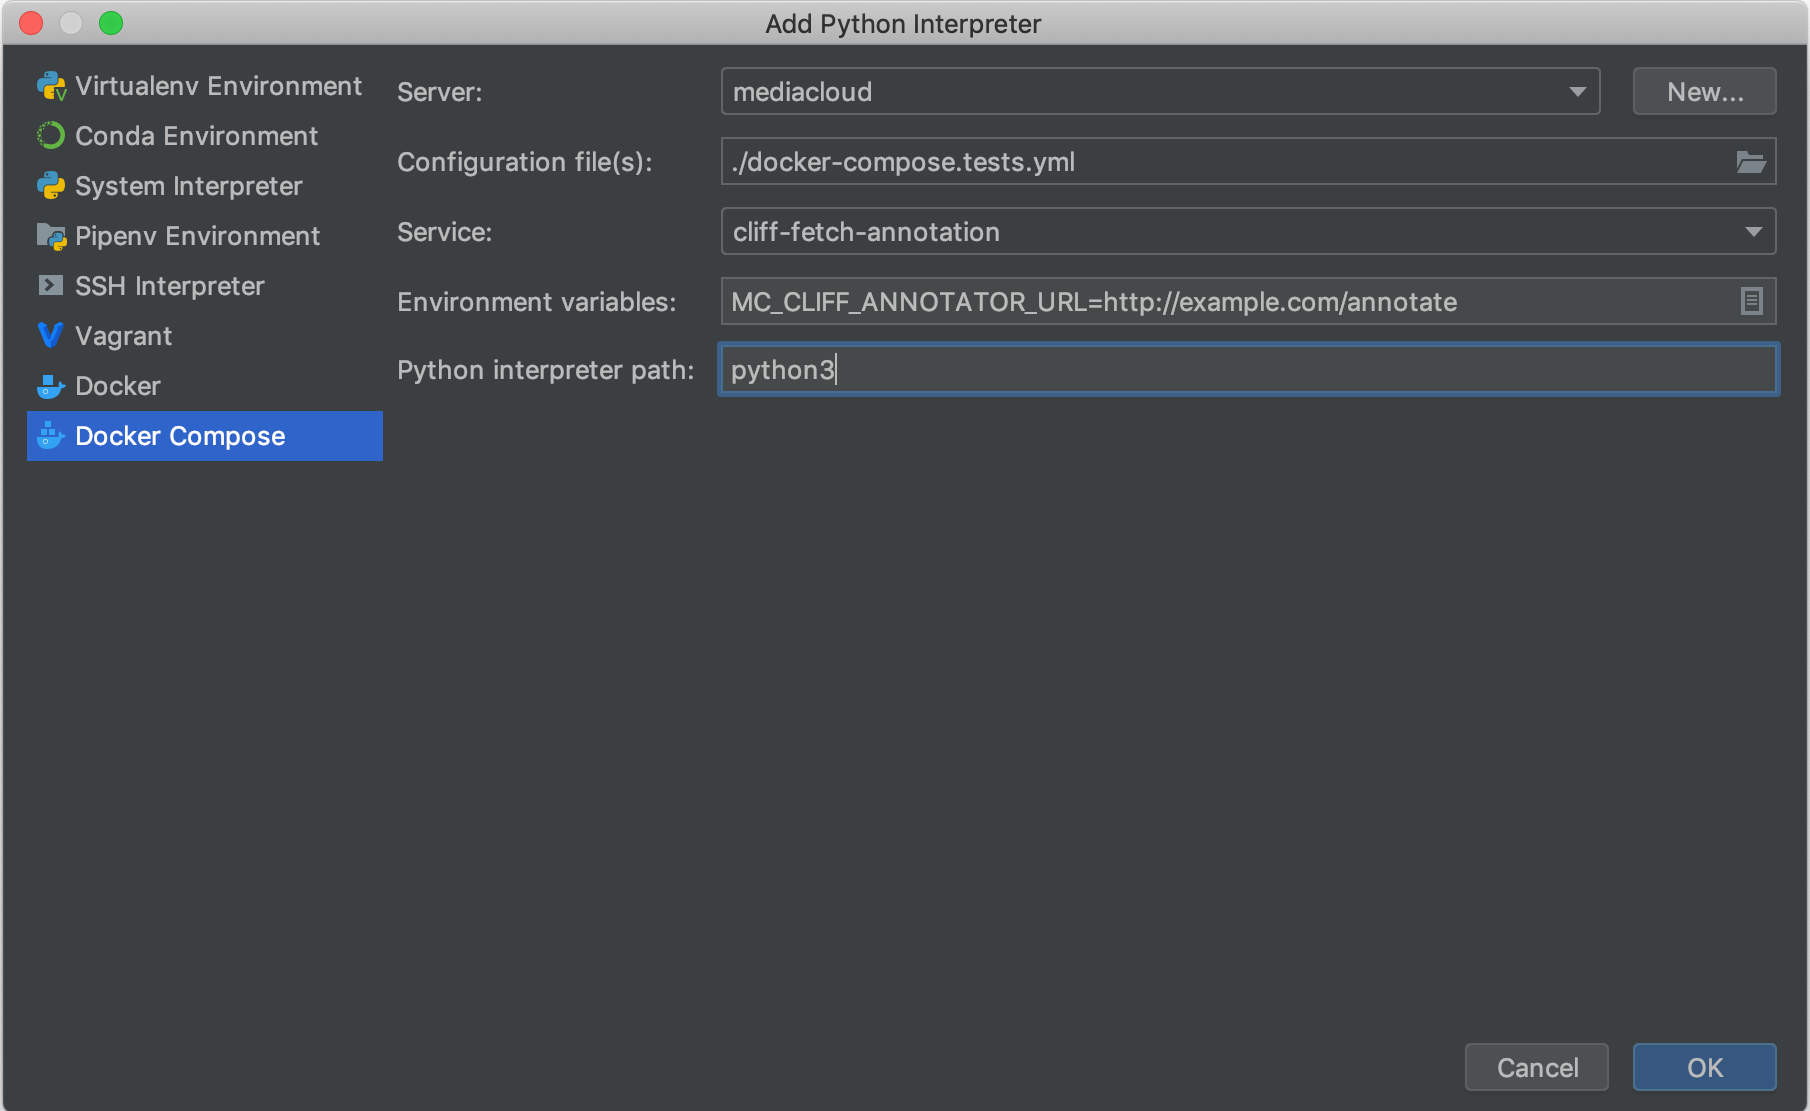 Add Python Interpreter
Virtualenv Environment
Conda Environment
System Interpreter
Pipenv Environment
SSH Interpreter
Vagrant
Docker
Docker Compose
Server:
mediacloud
New...
Configuration file(s):
./docker-compose.tests.yml
Service:
cliff-fetch-annotation
Environment variables:
MC_CLIFF_ANNOTATOR_URL=http://example.com/annotate
Python interpreter path:
python3
Cancel
OK